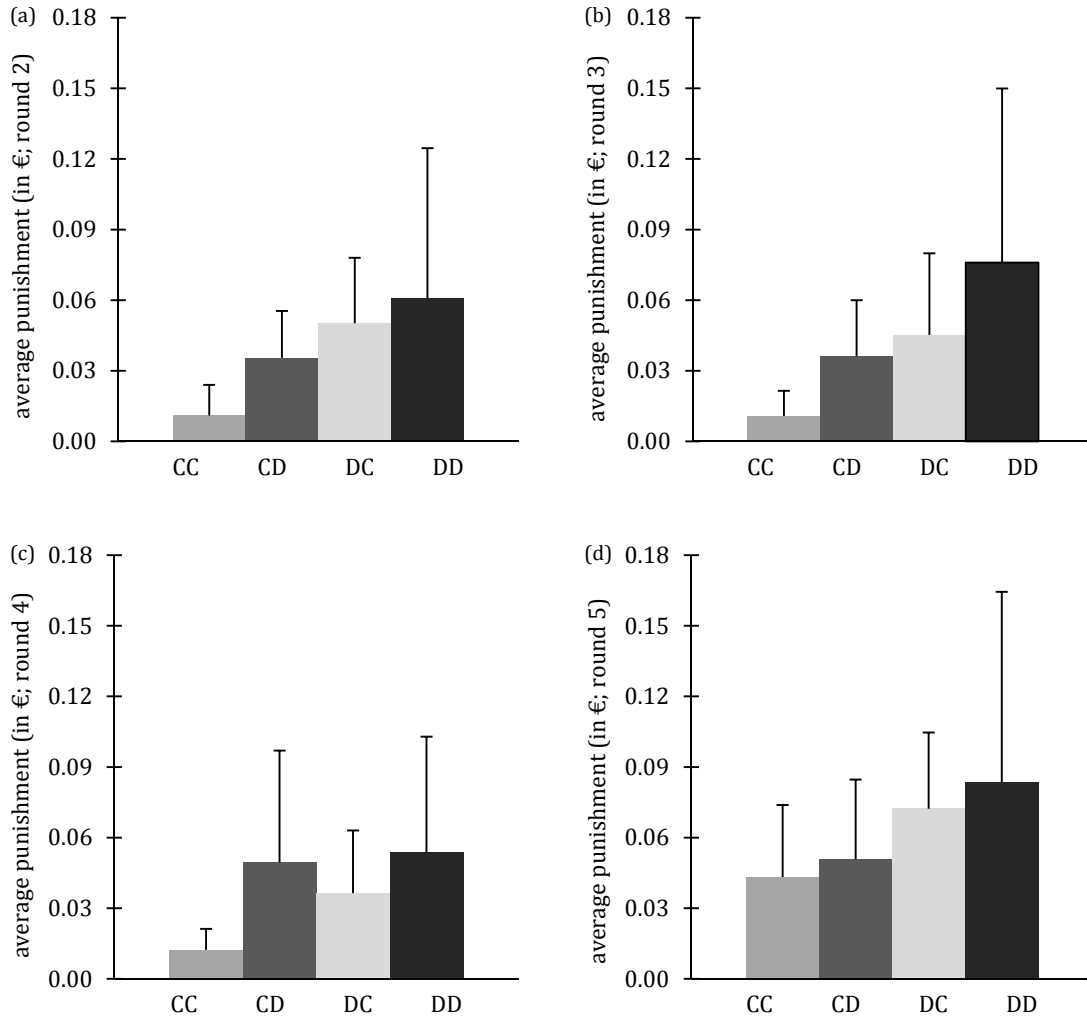 (a)
average punishment (in €; round 2)
0.18
0.15
0.12
0.09
0.06
0.03
0.00
CC CD DC DD
(b)
average punishment (in €; round 3)
0.18
0.15
0.12
0.09
0.06
0.03
0.00
CC CD DC DD
(c)
average punishment (in €; round 4)
0.18
0.15
0.12
0.09
0.06
0.03
0.00
CC CD DC DD
(d)
average punishment (in €; round 5)
0.18
0.15
0.12
0.09
0.06
0.03
0.00
CC CD DC DD